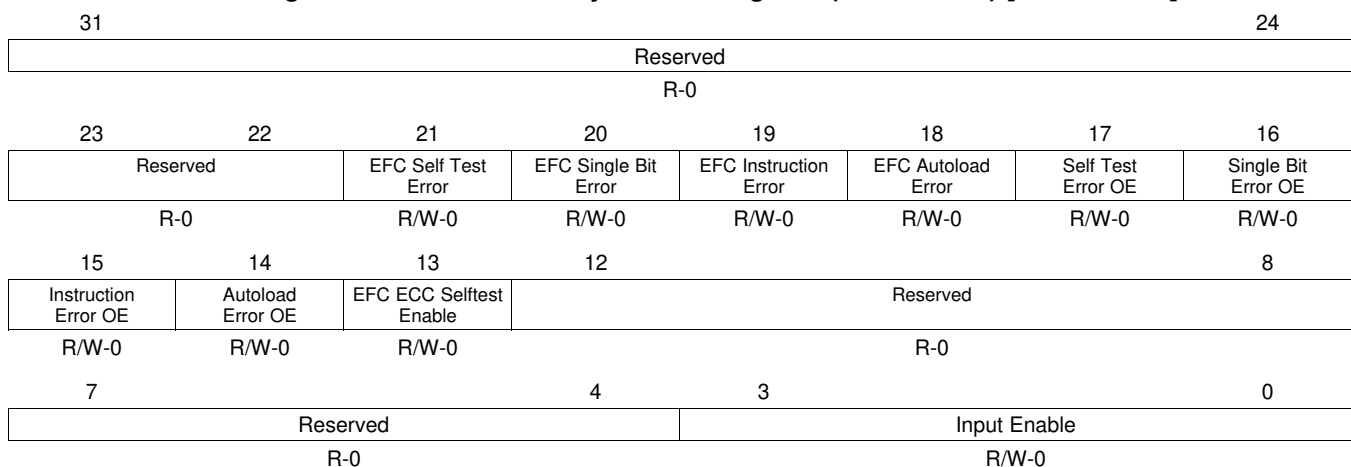 31 24
Reserved
R-0
23 22 21 20 19 18 17 16
Reserved EFC Self Test Error EFC Single Bit Error EFC Instruction Error EFC Autoload Error Self Test Error OE Single Bit Error OE
R-0 R/W-0 R/W-0 R/W-0 R/W-0 R/W-0 R/W-0
15 14 13 12 8
Instruction Error OE Autoload Error OE EFC ECC Selftest Enable Reserved
R/W-0 R/W-0 R/W-0 R-0
7 4 3 0
Reserved Input Enable
R-0 R/W-0